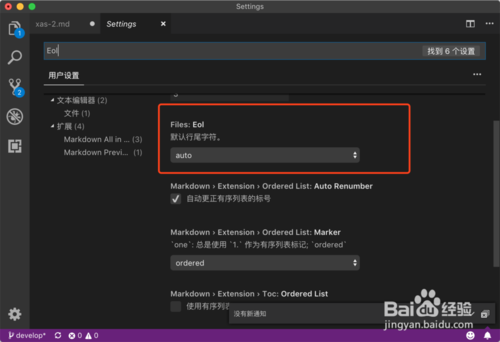 Settings
xas-2.md
Settings
Eol
找到 6 个设置
用户设置
文本编辑器 (2)
文件 (1)
扩展 (4)
Markdown All in ... (3)
Markdown Previ... (1)
Files: Eol
默认行尾字符。
auto
Markdown › Extension › Ordered List: Auto Renumber
自动更正有序列表的标号
Markdown › Extension › Ordered List: Marker
`one`: 总是使用 `1.` 作为有序列表标记; `ordered`
ordered
Markdown › Extension › Toc: Ordered List
使用有序列表
没有新通知
1
2
develop*
0
0
Baidu 经验
jingyan.baidu.com